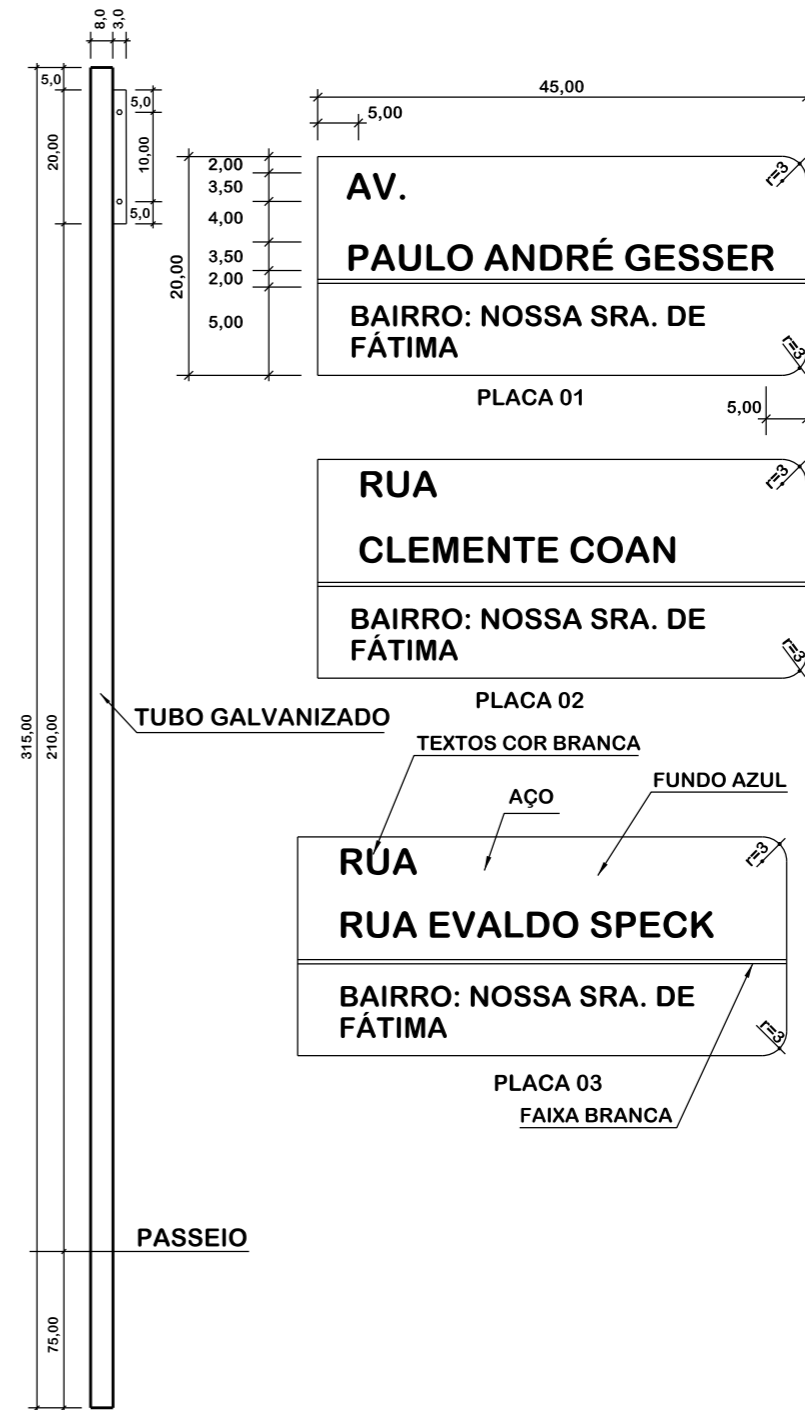 8,0
3,0
5,0
20,00
5,0
10,00
5,0
315,00
210,00
75,00
TUBO GALVANIZADO
PASSEIO
45,00
5,00
20,00
2,00
3,50
4,00
3,50
2,00
5,00
AV.
PAULO ANDRÉ GESSER
BAIRRO: NOSSA SRA. DE
FÁTIMA
r=3
r=3
PLACA 01
5,00
RUA
CLEMENTE COAN
BAIRRO: NOSSA SRA. DE
FÁTIMA
r=3
r=3
PLACA 02
TEXTOS COR BRANCA
AÇO
FUNDO AZUL
RUA
RUA EVALDO SPECK
BAIRRO: NOSSA SRA. DE
FÁTIMA
r=3
r=3
PLACA 03
FAIXA BRANCA